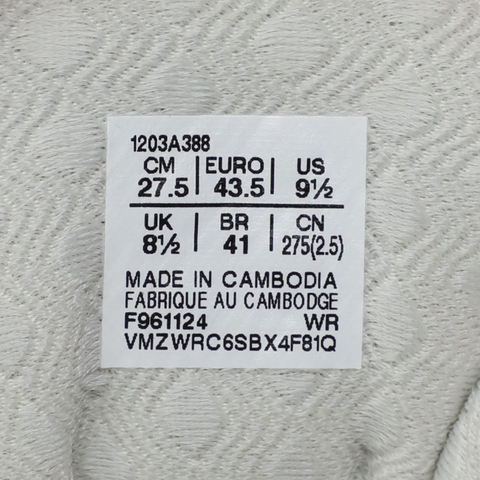 1203A388
CM EURO US
27.5 43.5 9½
UK BR CN
8½ 41 275(2.5)
MADE IN CAMBODIA
FABRIQUE AU CAMBODGE
F961124 WR
VMZWRC6SBX4F81Q